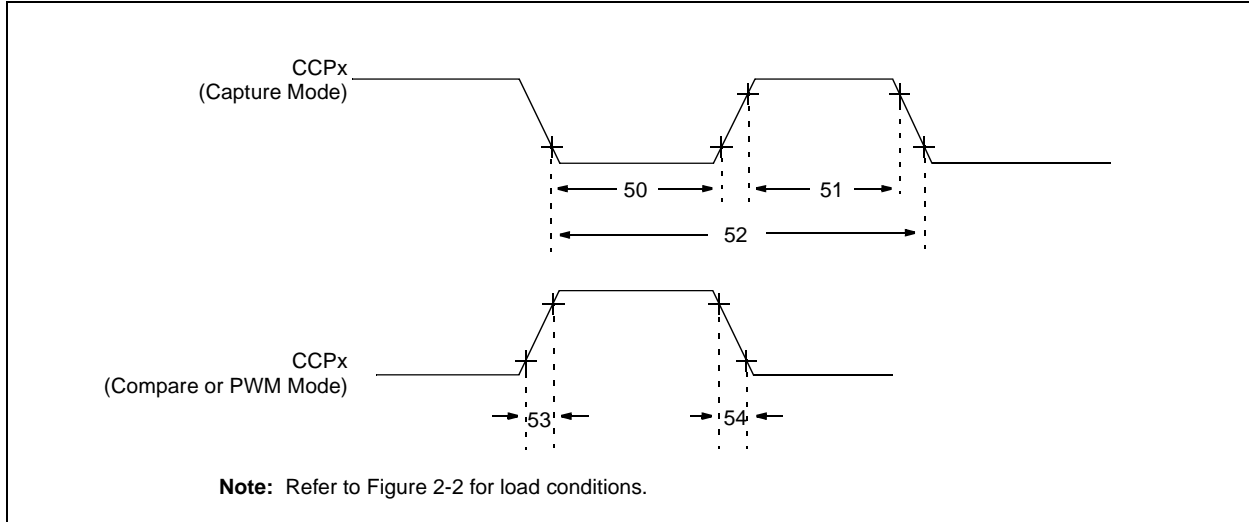 CCPx
(Capture Mode)
50
51
52
CCPx
(Compare or PWM Mode)
53
54
Note: Refer to Figure 2-2 for load conditions.